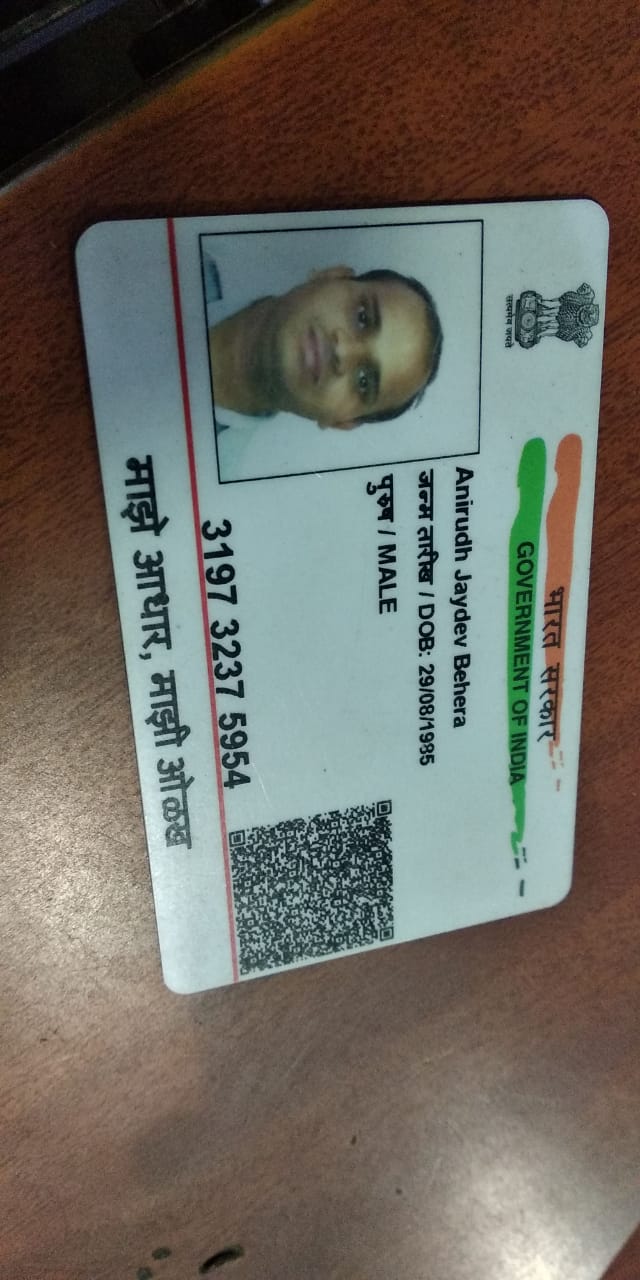 भारत सरकार
GOVERNMENT OF INDIA
सत्यमेव जयते
Anirudh Jaydev Behera
जन्म तारीख / DOB: 29/08/1985
पुरुष / MALE
3197 3237 5954
माझे आधार, माझी ओळख